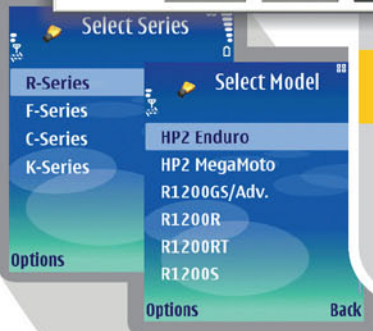 Select Series
R-Series
F-Series
C-Series
K-Series
Options
Select Model
HP2 Enduro
HP2 MegaMoto
R1200GS/Adv.
R1200R
R1200RT
R1200S
Options Back